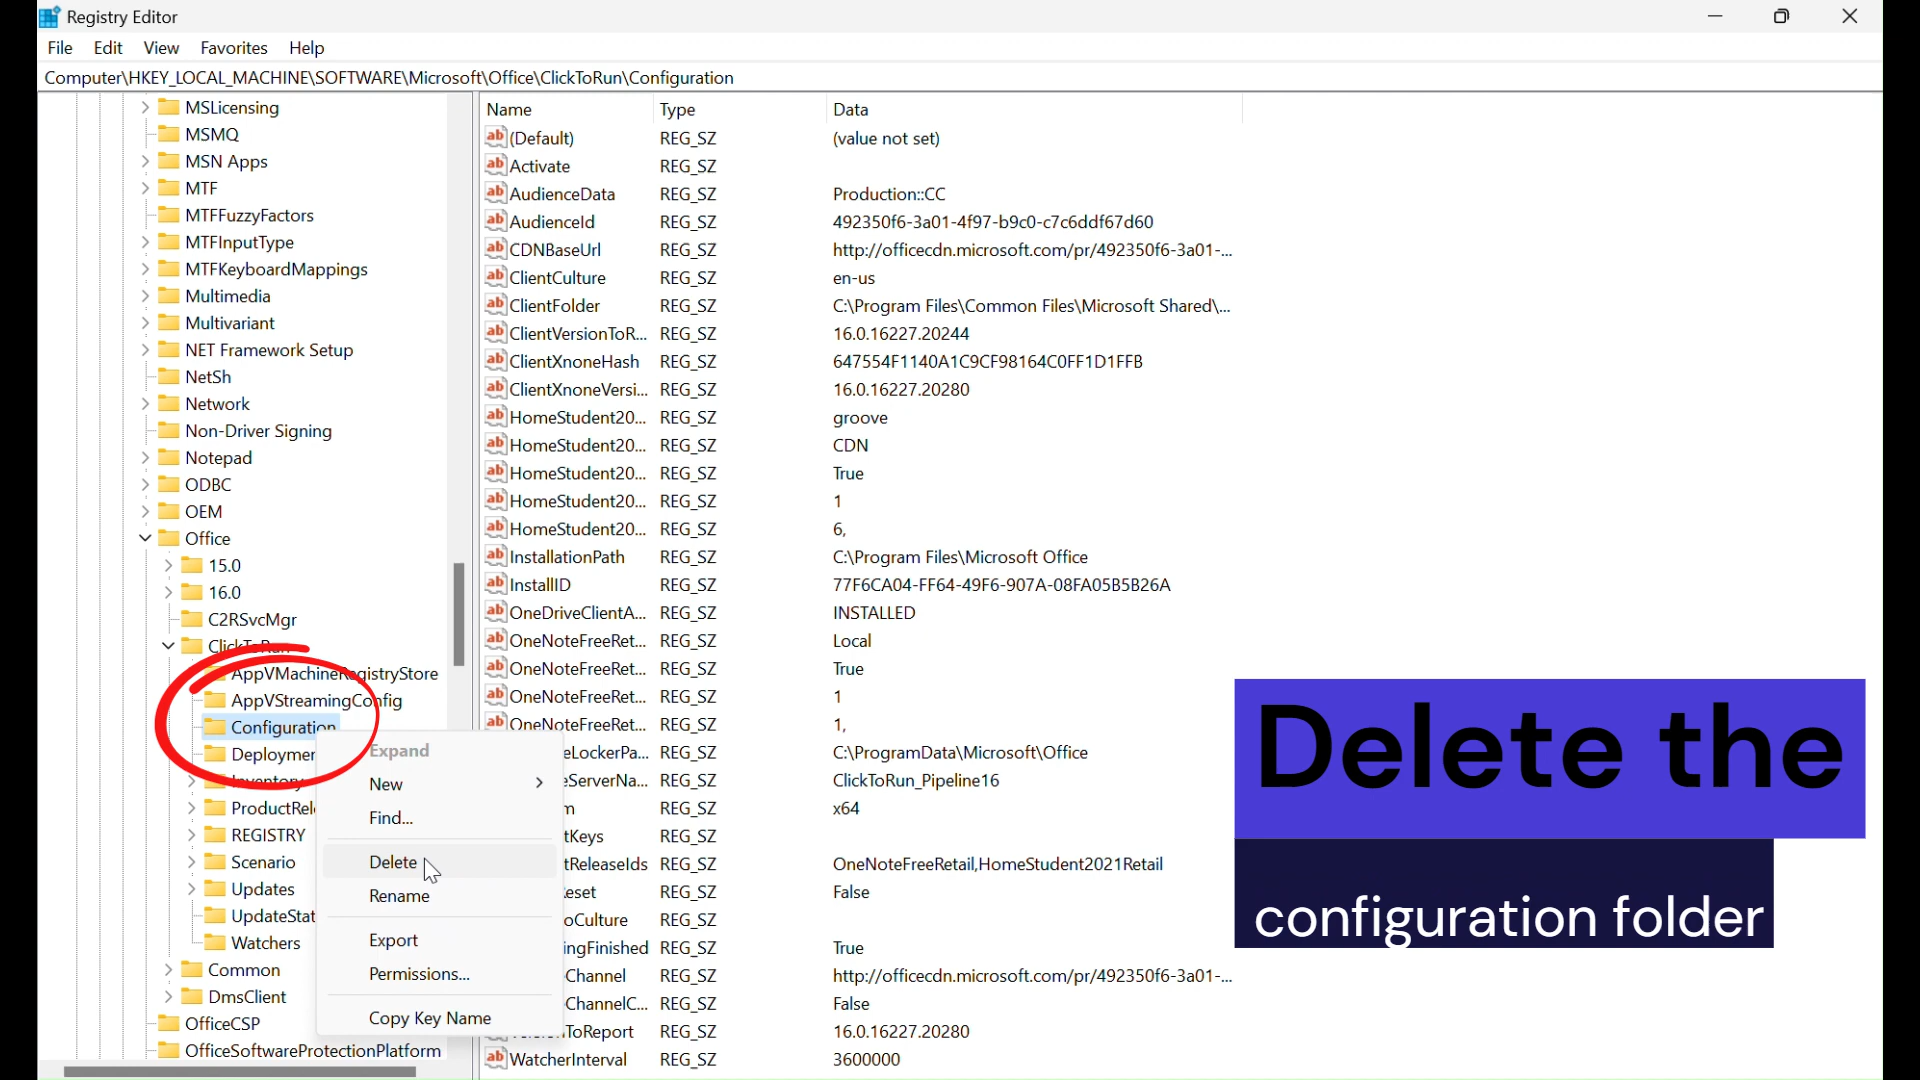 Registry Editor
File Edit View Favorites Help
Computer\HKEY_LOCAL_MACHINE\SOFTWARE\Microsoft\Office\ClickToRun\Configuration
MSLicensing
MSMQ
MSN Apps
MTF
MTFFuzzyFactors
MTFInputType
MTFKeyboardMappings
Multimedia
Multivariant
NET Framework Setup
NetSh
Network
Non-Driver Signing
Notepad
ODBC
OEM
Office
15.0
16.0
C2RSvcMgr
ClickToRun
AppVMachineRegistryStore
AppVStreamingConfig
Configuration
Deploymen
Inventory
ProductRel
REGISTRY
Scenario
Updates
UpdateStat
Watchers
Common
DmsClient
OfficeCSP
OfficeSoftwareProtectionPlatform
Expand
New
Find...
Delete
Rename
Export
Permissions...
Copy Key Name
Name Type Data
(Default) REG_SZ (value not set)
Activate REG_SZ
AudienceData REG_SZ Production::CC
AudienceId REG_SZ 492350f6-3a01-4f97-b9c0-c7c6ddf67d60
CDNBaseUrl REG_SZ http://officecdn.microsoft.com/pr/492350f6-3a01-...
ClientCulture REG_SZ en-us
ClientFolder REG_SZ C:\Program Files\Common Files\Microsoft Shared\...
ClientVersionToR... REG_SZ 16.0.16227.20244
ClientXnoneHash REG_SZ 647554F1140A1C9CF98164C0FF1D1FFB
ClientXnoneVersi... REG_SZ 16.0.16227.20280
HomeStudent20... REG_SZ groove
HomeStudent20... REG_SZ CDN
HomeStudent20... REG_SZ True
HomeStudent20... REG_SZ 1
HomeStudent20... REG_SZ 6,
InstallationPath REG_SZ C:\Program Files\Microsoft Office
InstallID REG_SZ 77F6CA04-FF64-49F6-907A-08FA05B5B26A
OneDriveClientA... REG_SZ INSTALLED
OneNoteFreeRet... REG_SZ Local
OneNoteFreeRet... REG_SZ True
OneNoteFreeRet... REG_SZ 1
OneNoteFreeRet... REG_SZ 1,
eLockerPa... REG_SZ C:\ProgramData\Microsoft\Office
eServerNa... REG_SZ ClickToRun_Pipeline16
m REG_SZ x64
tKeys REG_SZ
tReleaseIds REG_SZ OneNoteFreeRetail,HomeStudent2021Retail
eset REG_SZ False
oCulture REG_SZ
ingFinished REG_SZ True
Channel REG_SZ http://officecdn.microsoft.com/pr/492350f6-3a01-...
ChannelC... REG_SZ False
ToReport REG_SZ 16.0.16227.20280
WatcherInterval REG_SZ 3600000
Delete the
configuration folder